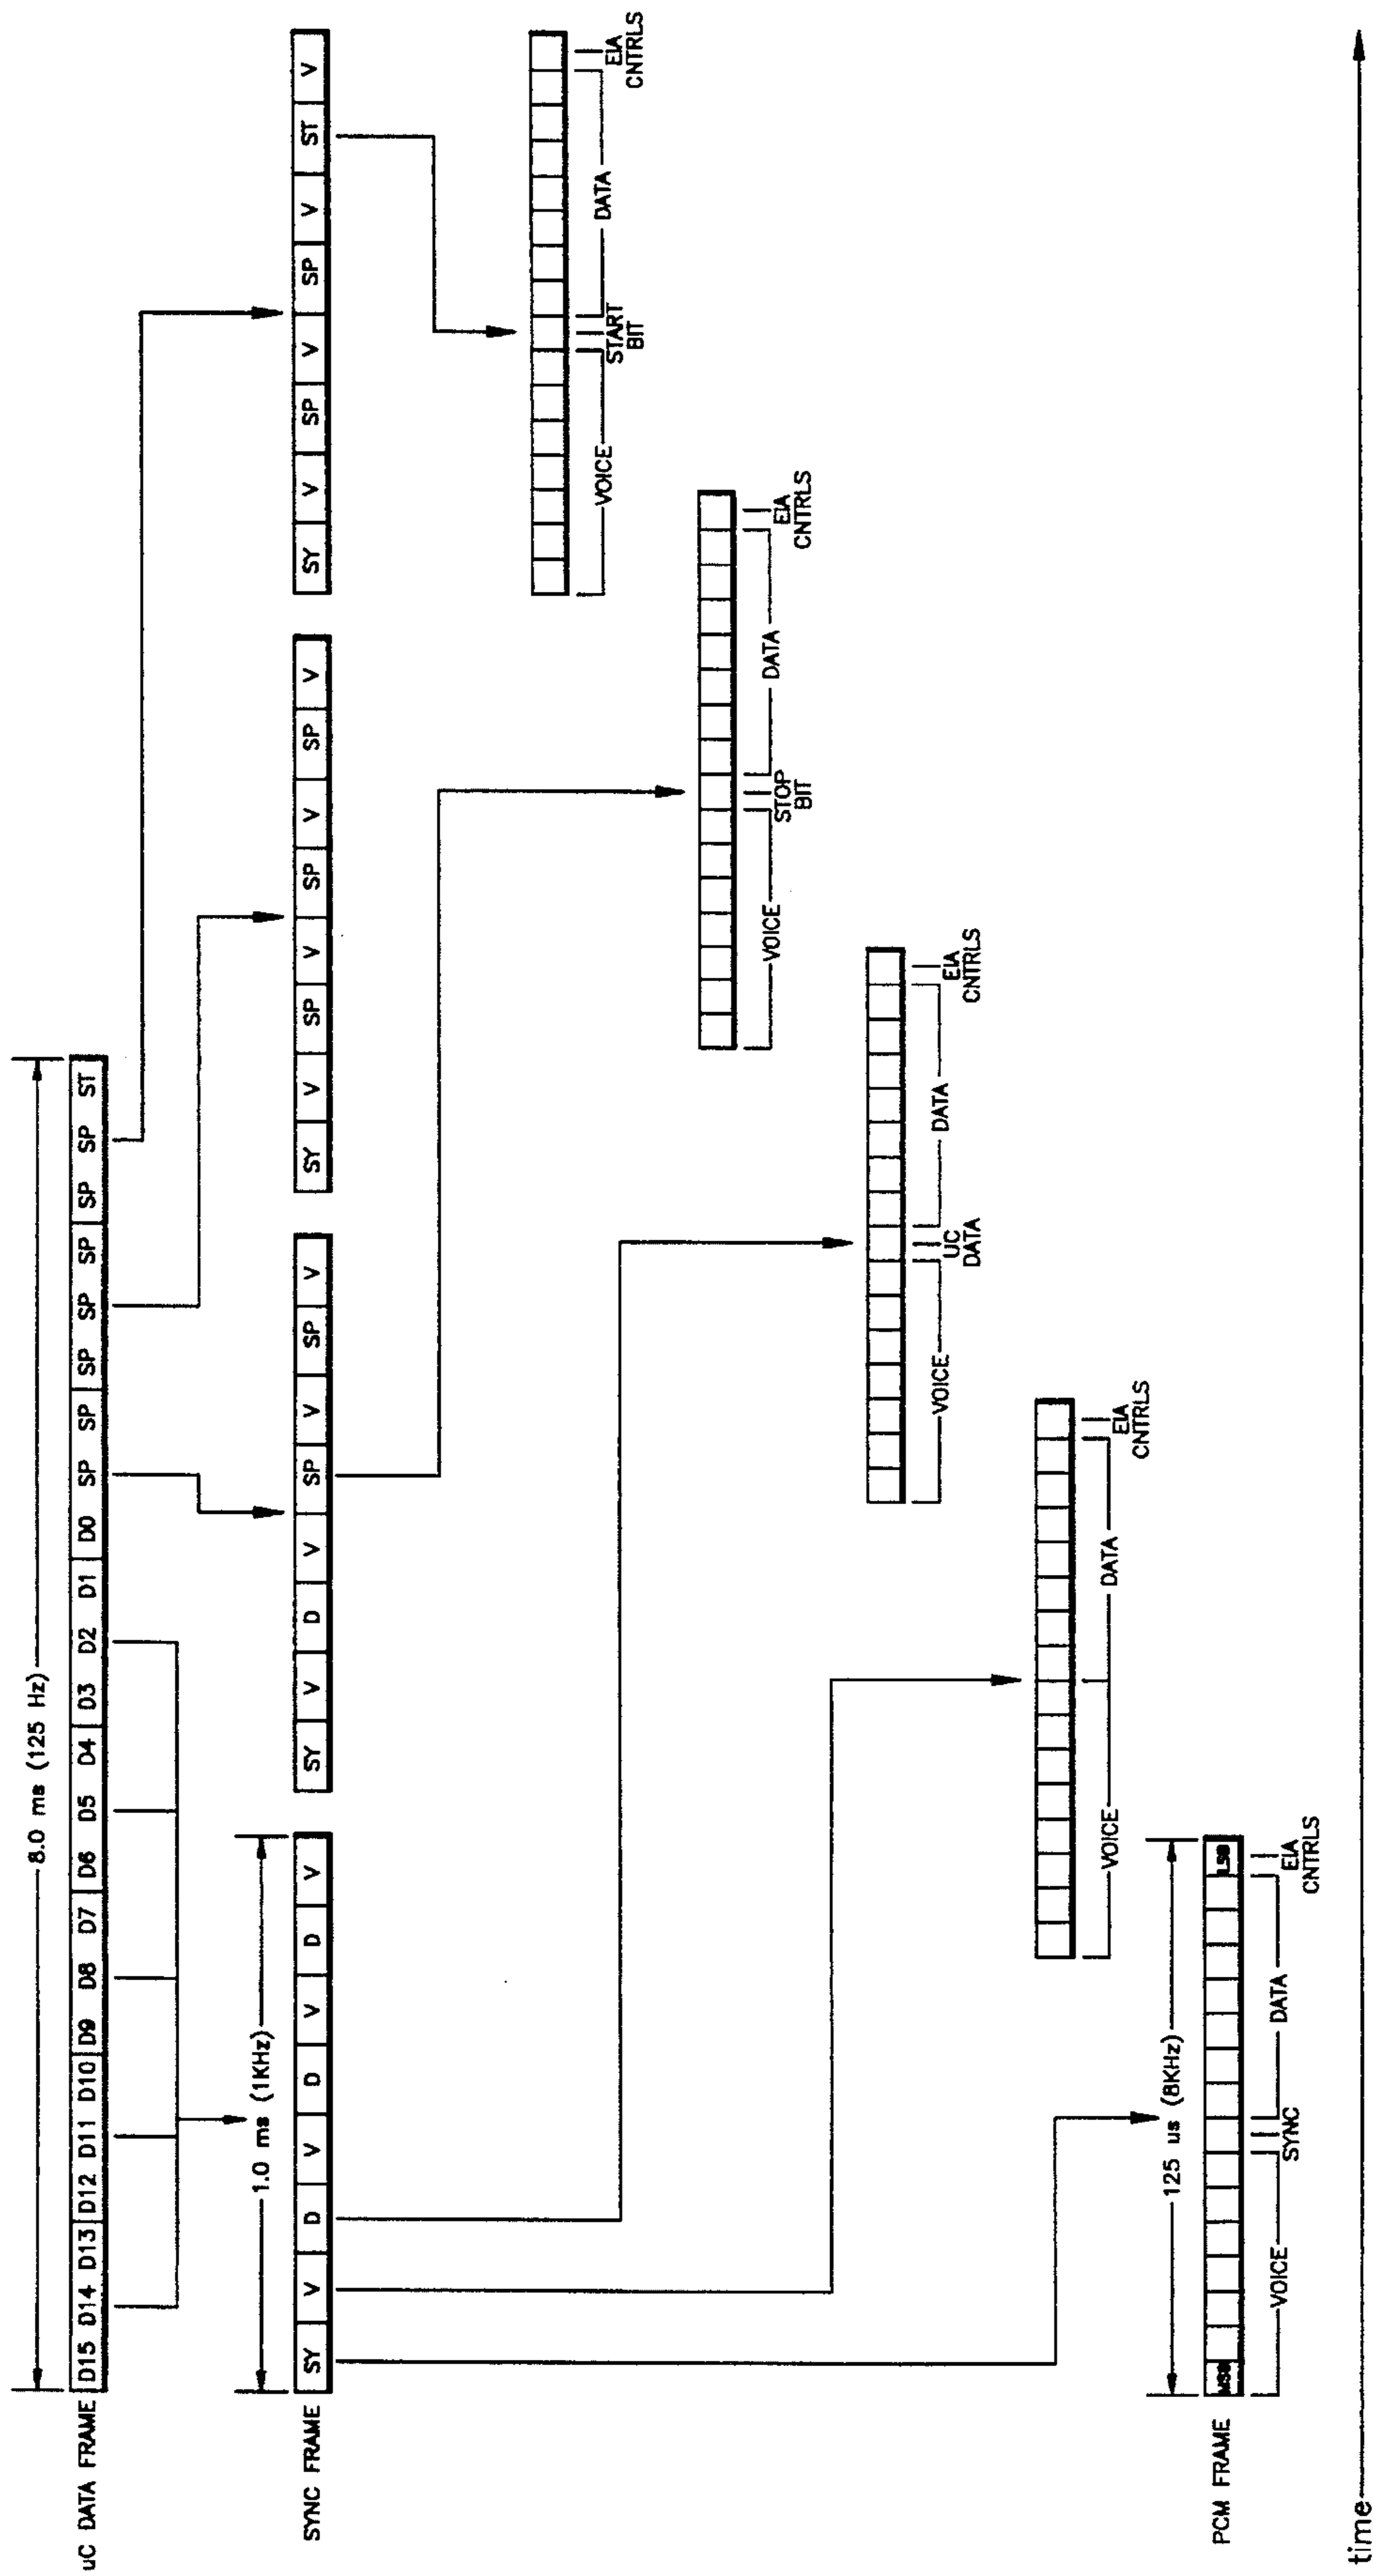 8.0 ms (125 Hz)
uC DATA FRAME D15 D14 D13 D12 D11 D10 D9 D8 D7 D6 D5 D4 D3 D2 D1 D0 SP SP SP SP SP SP SP ST
1.0 ms (1KHz)
SYNC FRAME SY V D V D V D V SY V D V SP V SP V SY V SP V SP V SP V SY V SP V SP V ST V
VOICE START DATA EIA
BIT CNTRLS
VOICE STOP DATA EIA
BIT CNTRLS
VOICE UC DATA EIA
DATA CNTRLS
VOICE DATA EIA
CNTRLS
125 us (8KHz)
PCM FRAME MSB LSB
VOICE SYNC DATA EIA
CNTRLS
time